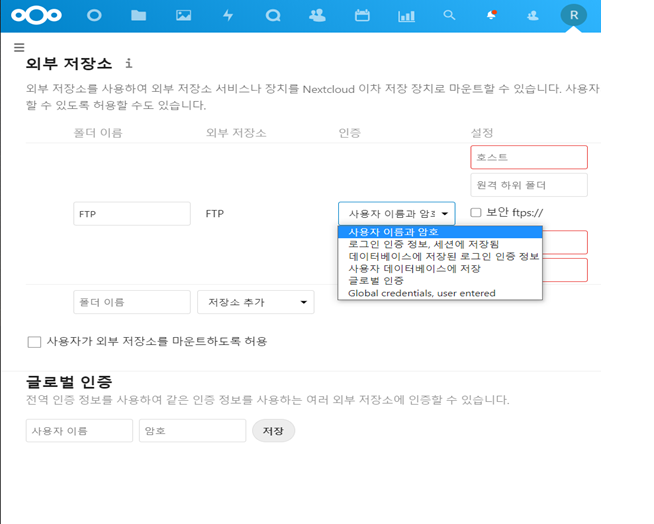 R
외부 저장소 i
외부 저장소를 사용하여 외부 저장소 서비스나 장치를 Nextcloud 이차 저장 장치로 마운트할 수 있습니다. 사용자
할 수 있도록 허용할 수도 있습니다.
폴더 이름 외부 저장소 인증 설정
호스트
원격 하위 폴더
FTP FTP 사용자 이름과 암호 보안 ftps://
사용자 이름과 암호
로그인 인증 정보, 세션에 저장됨
데이터베이스에 저장된 로그인 인증 정보
사용자 데이터베이스에 저장
글로벌 인증
Global credentials, user entered
폴더 이름 저장소 추가
사용자가 외부 저장소를 마운트하도록 허용
글로벌 인증
전역 인증 정보를 사용하여 같은 인증 정보를 사용하는 여러 외부 저장소에 인증할 수 있습니다.
사용자 이름 암호 저장